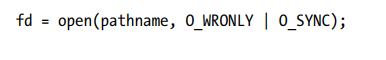 fd = open(pathname, O_WRONLY | O_SYNC);